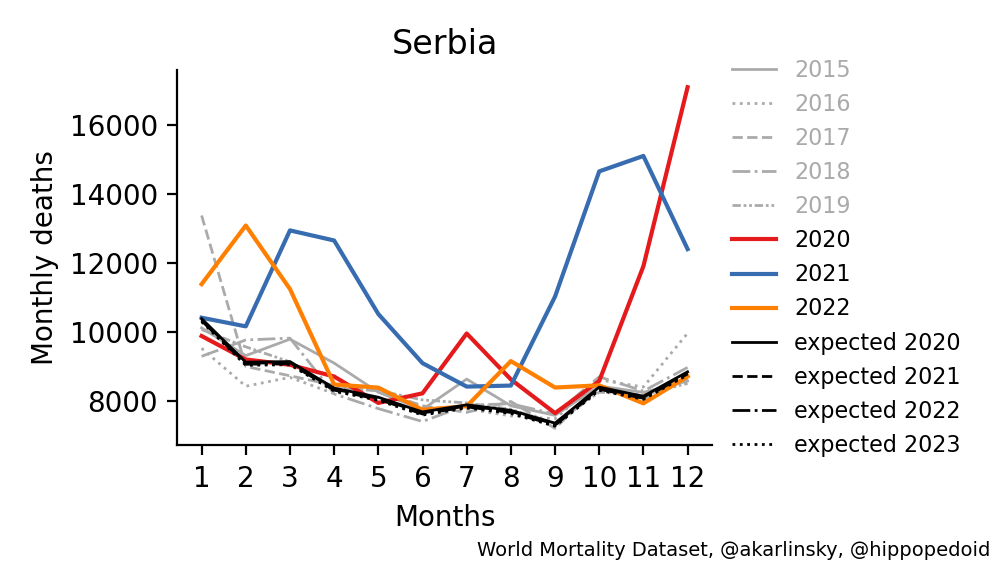 Serbia
Monthly deaths
16000
14000
12000
10000
8000
1 2 3 4 5 6 7 8 9 10 11 12
Months
2015
2016
2017
2018
2019
2020
2021
2022
expected 2020
expected 2021
expected 2022
expected 2023
World Mortality Dataset, @akarlinsky, @hippopedoid